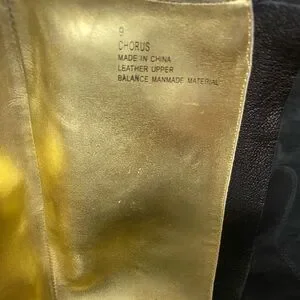 9
CHORUS
MADE IN CHINA
LEATHER UPPER
BALANCE MANMADE MATERIAL